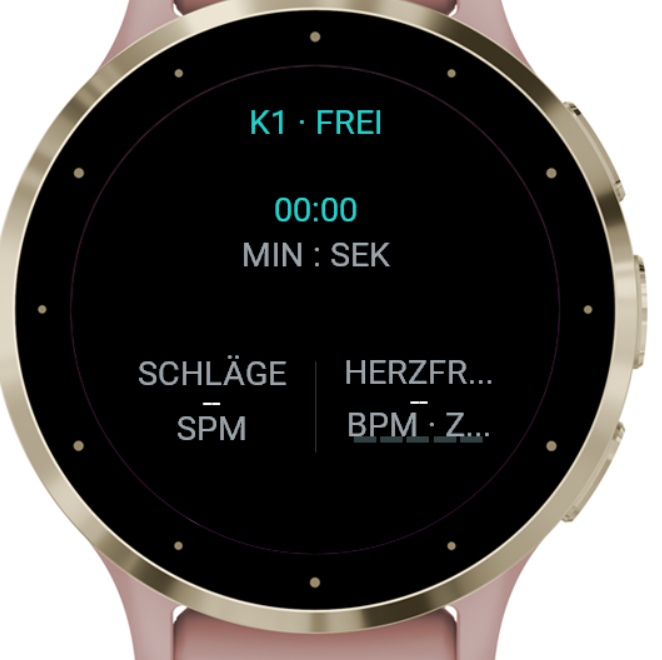 K1 · FREI
00:00
MIN : SEK
SCHLÄGE
--
SPM
HERZFR...
--
BPM · Z...